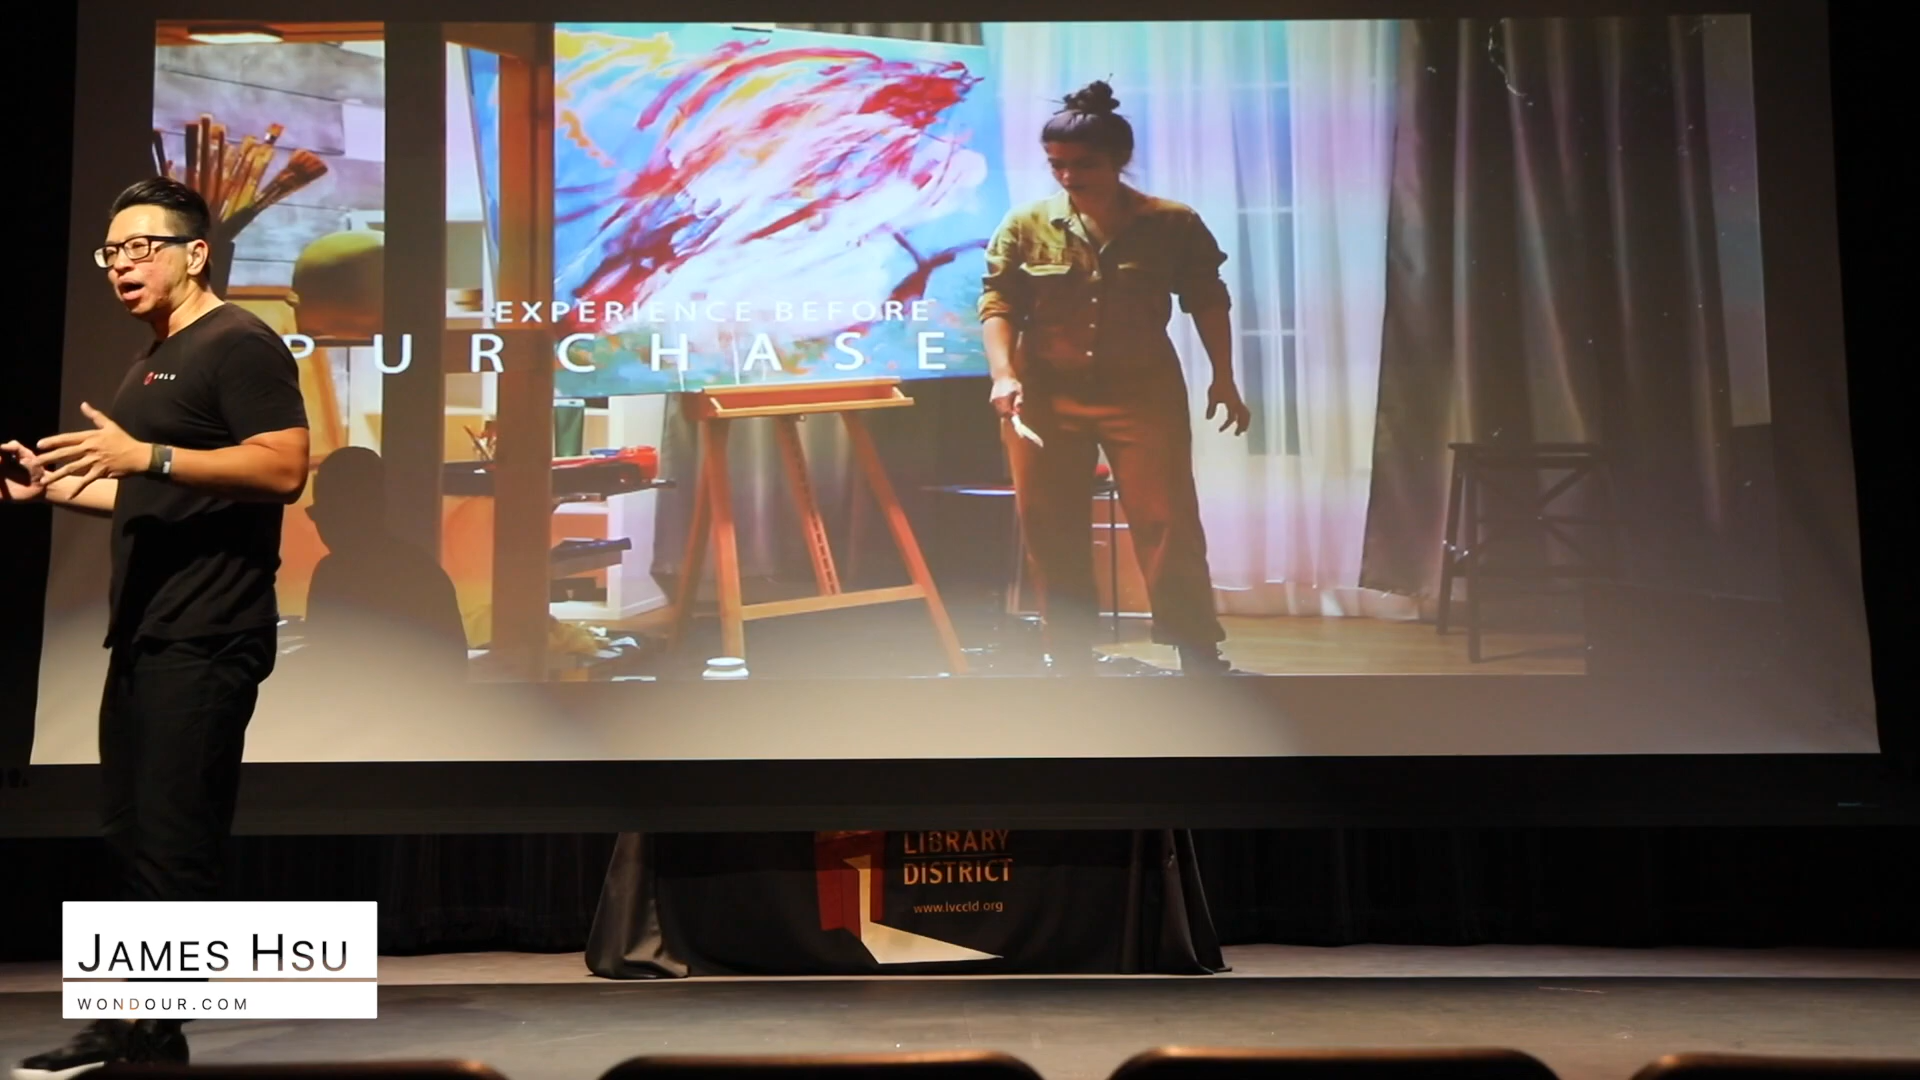 EXPERIENCE BEFORE
PURCHASE
LIBRARY
DISTRICT
www.lvccld.org
JAMES HSU
WONDOUR.COM